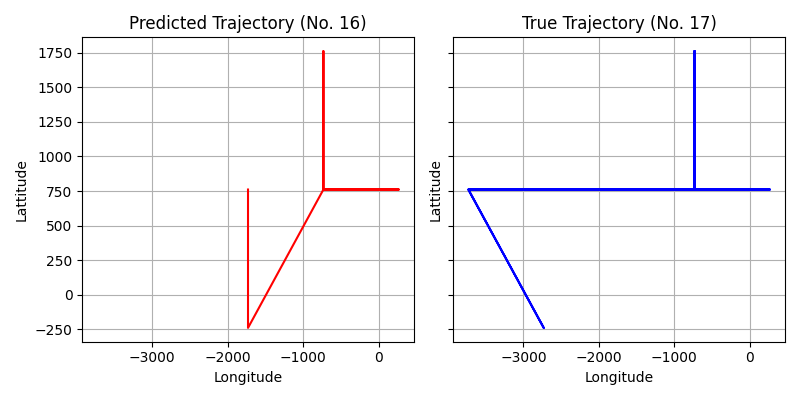 Predicted Trajectory (No. 16)
True Trajectory (No. 17)
1750
1500
1250
1000
750
500
250
0
−250
Lattitude
Lattitude
−3000
−2000
−1000
0
−3000
−2000
−1000
0
Longitude
Longitude